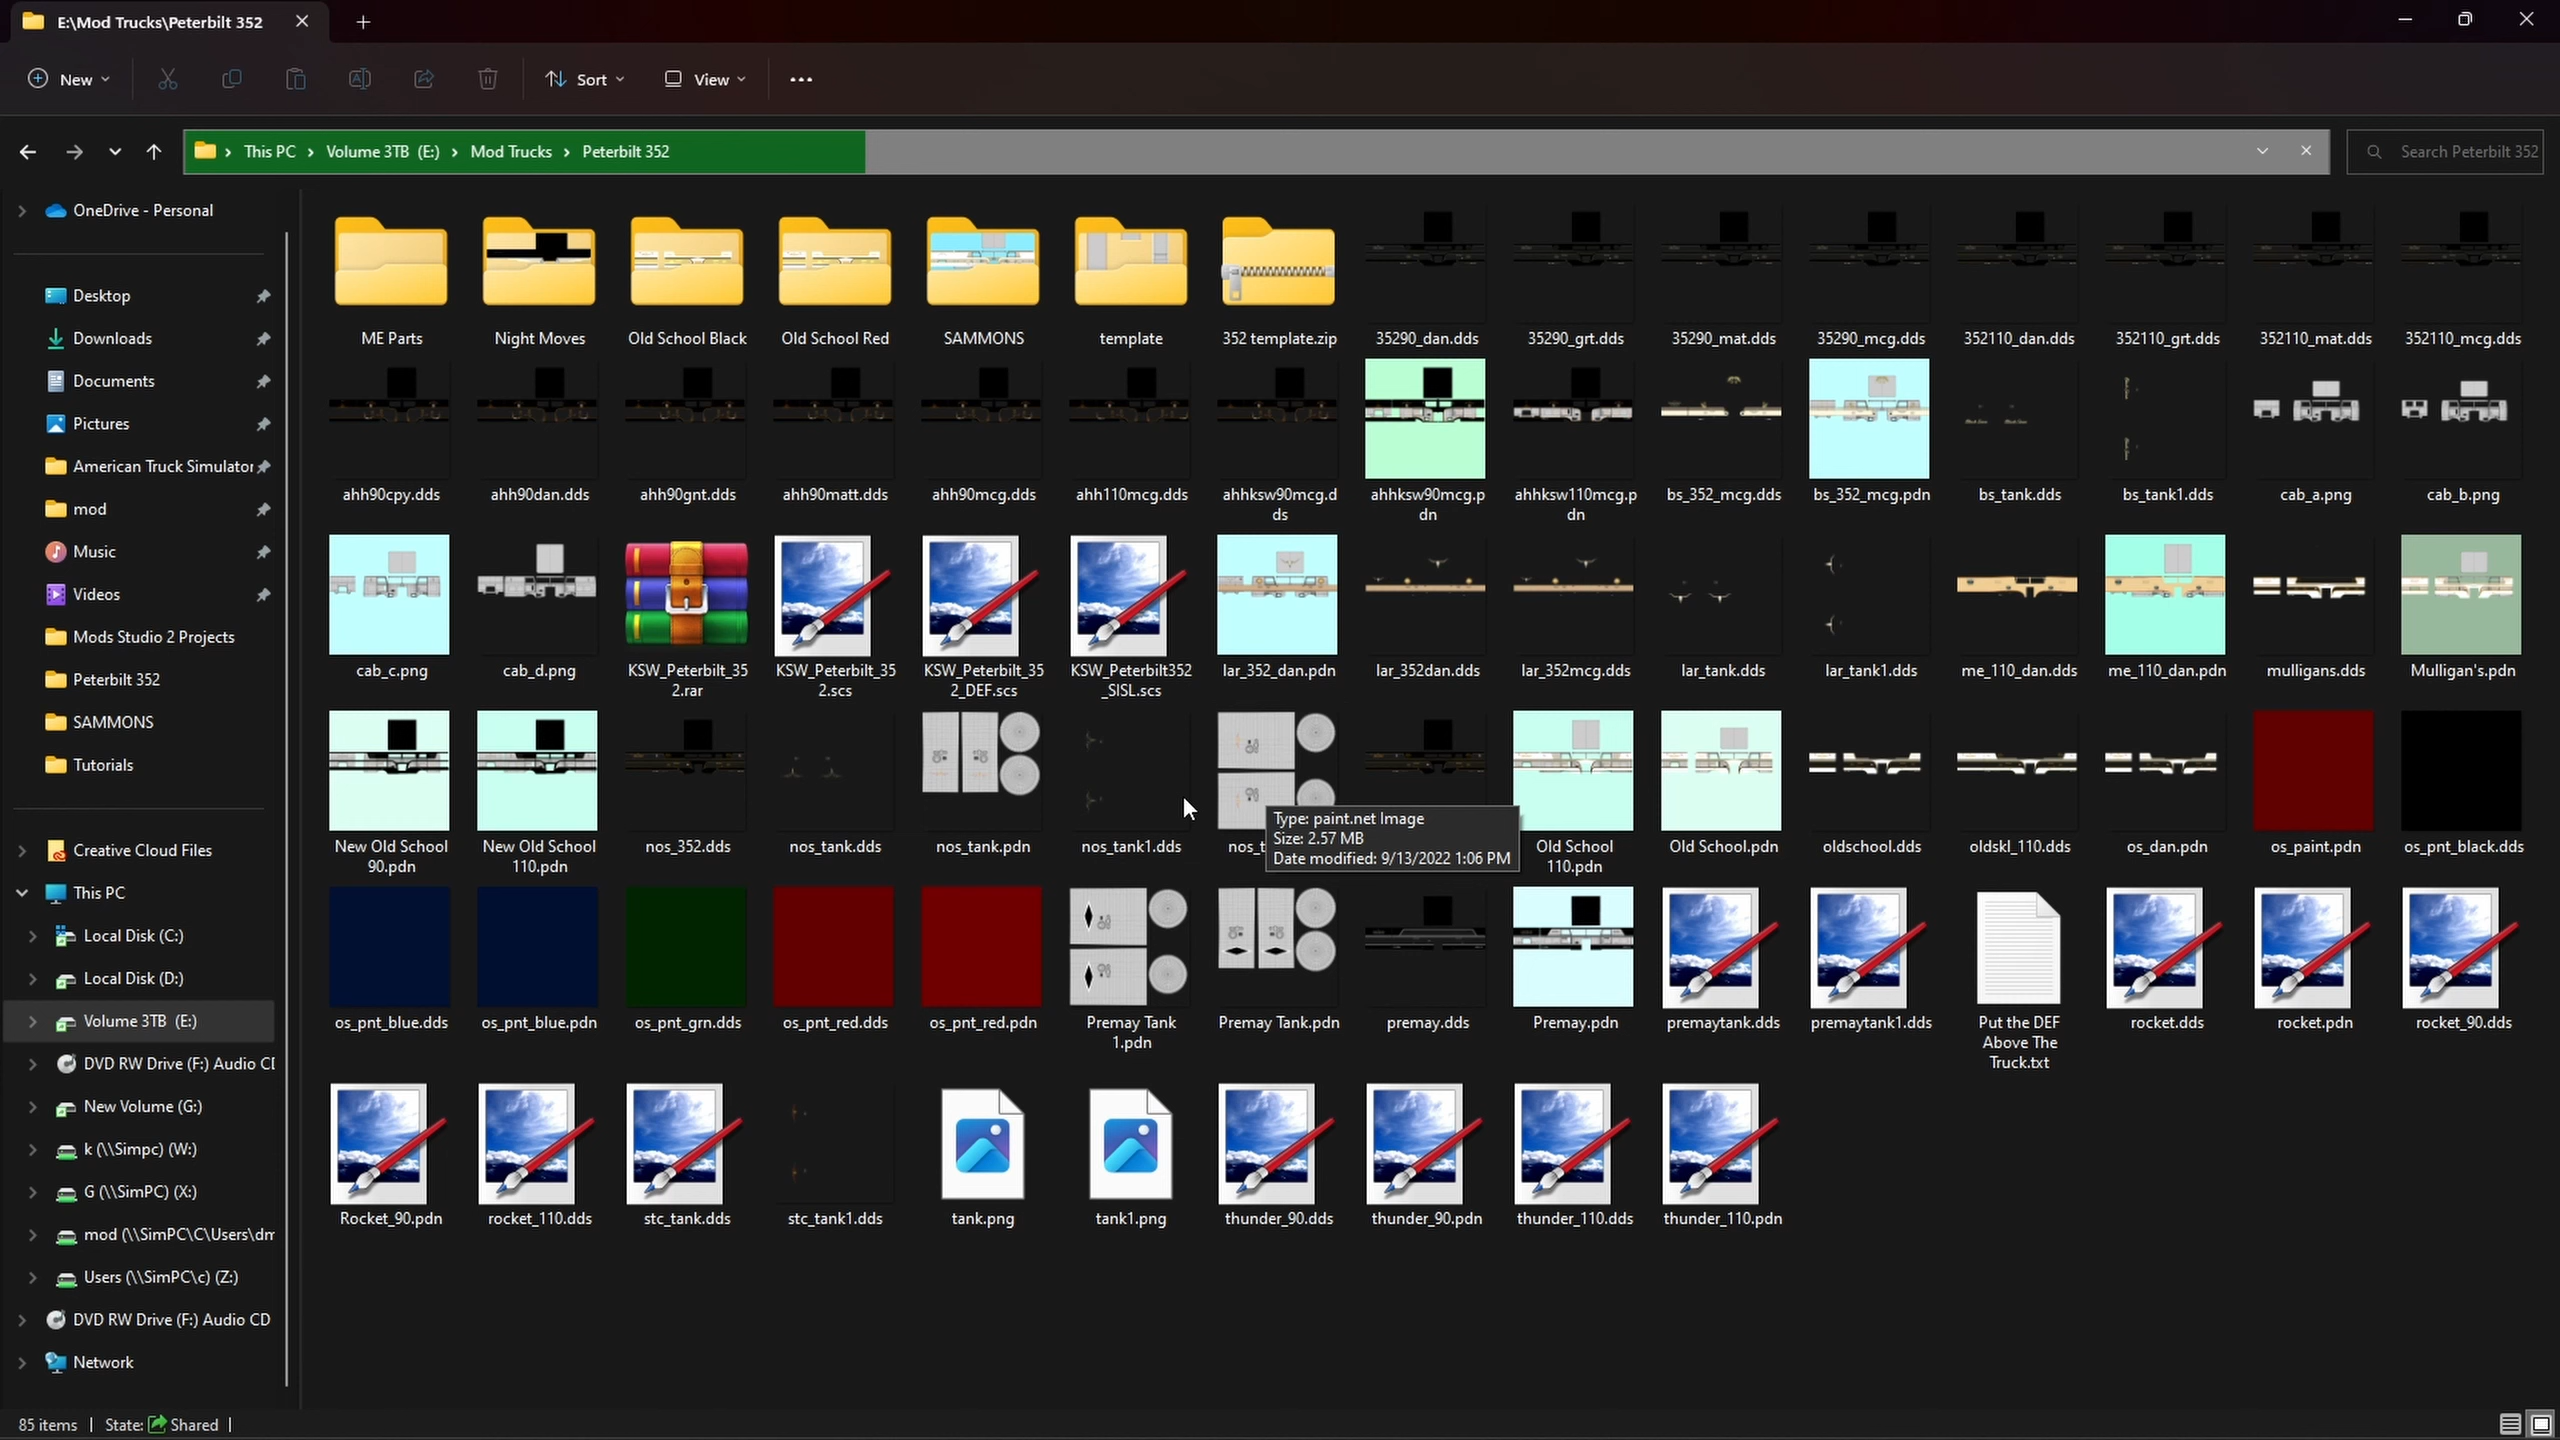 E:\Mod Trucks\Peterbilt 352
New
Sort
View
This PC
Volume 3TB (E:)
Mod Trucks
Peterbilt 352
Search Peterbilt 352
OneDrive - Personal
Desktop
Downloads
Documents
Pictures
American Truck Simulator
mod
Music
Videos
Mods Studio 2 Projects
Peterbilt 352
SAMMONS
Tutorials
Creative Cloud Files
This PC
Local Disk (C:)
Local Disk (D:)
Volume 3TB (E:)
DVD RW Drive (F:) Audio CD
New Volume (G:)
k (\\Simpc) (W:)
G (\\SimPC) (X:)
mod (\\SimPC\C\Users\dm
Users (\\SimPC\c) (Z:)
DVD RW Drive (F:) Audio CD
Network
ME Parts
Night Moves
Old School Black
Old School Red
SAMMONS
template
352 template.zip
35290_dan.dds
35290_grt.dds
35290_mat.dds
35290_mcg.dds
352110_dan.dds
352110_grt.dds
352110_mat.dds
352110_mcg.dds
ahh90cpy.dds
ahh90dan.dds
ahh90gnt.dds
ahh90matt.dds
ahh90mcg.dds
ahh110mcg.dds
ahhksw90mcg.d
ds
ahhksw90mcg.p
dn
ahhksw110mcg.p
dn
bs_352_mcg.dds
bs_352_mcg.pdn
bs_tank.dds
bs_tank1.dds
cab_a.png
cab_b.png
cab_c.png
cab_d.png
KSW_Peterbilt_35
2.rar
KSW_Peterbilt_35
2.scs
KSW_Peterbilt_35
2_DEF.scs
KSW_Peterbilt352
_SISL.scs
lar_352_dan.pdn
lar_352dan.dds
lar_352mcg.dds
lar_tank.dds
lar_tank1.dds
me_110_dan.dds
me_110_dan.pdn
mulligans.dds
Mulligan's.pdn
New Old School
90.pdn
New Old School
110.pdn
nos_352.dds
nos_tank.dds
nos_tank.pdn
nos_tank1.dds
nos_t
Type: paint.net Image
Size: 2.57 MB
Date modified: 9/13/2022 1:06 PM
Old School
110.pdn
Old School.pdn
oldschool.dds
oldskl_110.dds
os_dan.pdn
os_paint.pdn
os_pnt_black.dds
os_pnt_blue.dds
os_pnt_blue.pdn
os_pnt_grn.dds
os_pnt_red.dds
os_pnt_red.pdn
Premay Tank
1.pdn
Premay Tank.pdn
premay.dds
Premay.pdn
premaytank.dds
premaytank1.dds
Put the DEF
Above The
Truck.txt
rocket.dds
rocket.pdn
rocket_90.dds
Rocket_90.pdn
rocket_110.dds
stc_tank.dds
stc_tank1.dds
tank.png
tank1.png
thunder_90.dds
thunder_90.pdn
thunder_110.dds
thunder_110.pdn
85 items
State: Shared